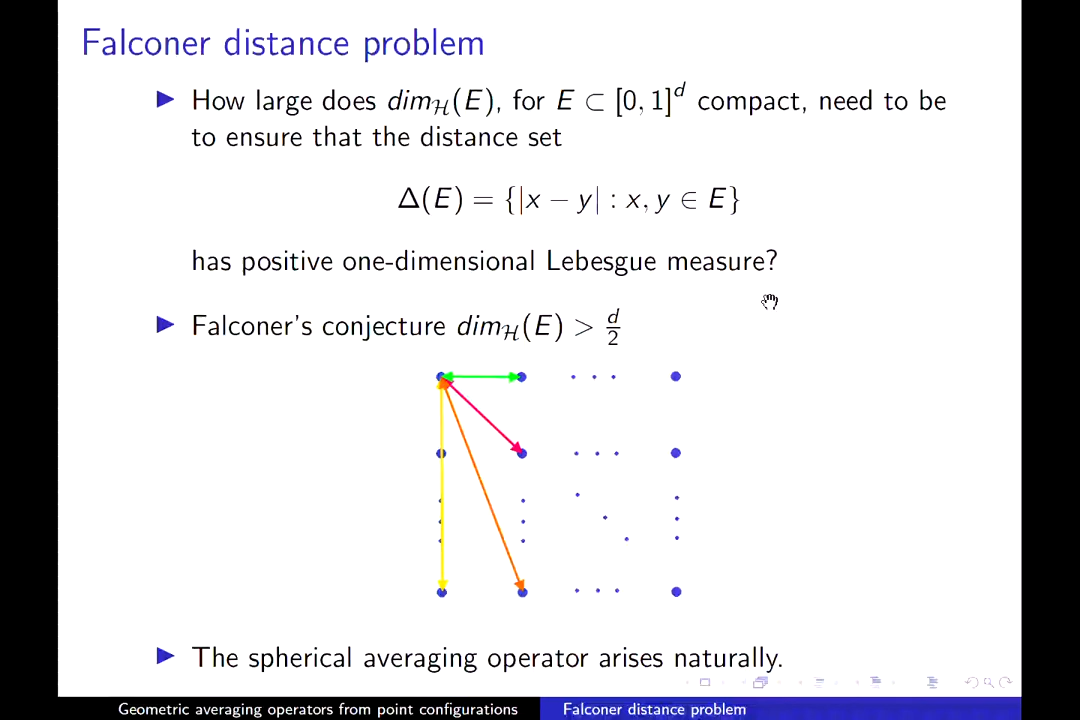 Falconer distance problem
How large does dim_ℋ(E), for E ⊂ [0, 1]^d compact, need to be
to ensure that the distance set
Δ(E) = {|x − y| : x, y ∈ E}
has positive one-dimensional Lebesgue measure?
Falconer's conjecture dim_ℋ(E) > d/2
The spherical averaging operator arises naturally.
Geometric averaging operators from point configurations
Falconer distance problem